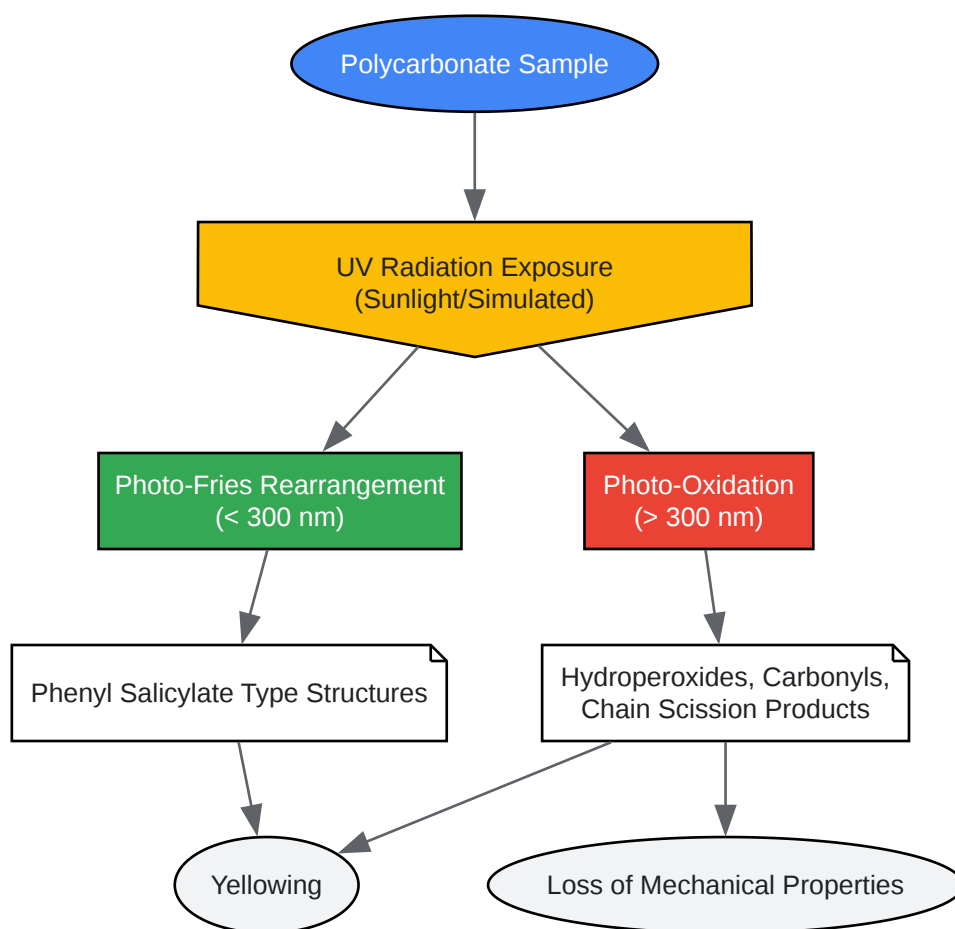 Polycarbonate Sample
UV Radiation Exposure
(Sunlight/Simulated)
Photo-Fries Rearrangement
(< 300 nm)
Photo-Oxidation
(> 300 nm)
Phenyl Salicylate Type Structures
Hydroperoxides, Carbonyls,
Chain Scission Products
Yellowing
Loss of Mechanical Properties